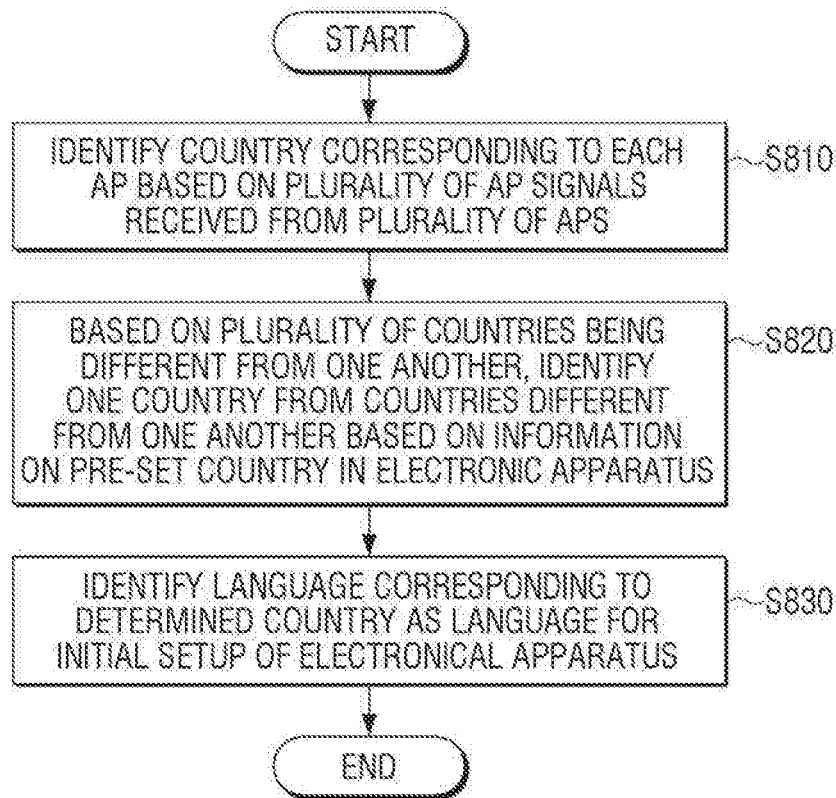 START
IDENTIFY COUNTRY CORRESPONDING TO EACH
AP BASED ON PLURALITY OF AP SIGNALS
RECEIVED FROM PLURALITY OF APS
S810
BASED ON PLURALITY OF COUNTRIES BEING
DIFFERENT FROM ONE ANOTHER, IDENTIFY
ONE COUNTRY FROM COUNTRIES DIFFERENT
FROM ONE ANOTHER BASED ON INFORMATION
ON PRE-SET COUNTRY IN ELECTRONIC APPARATUS
S820
IDENTIFY LANGUAGE CORRESPONDING TO
DETERMINED COUNTRY AS LANGUAGE FOR
INITIAL SETUP OF ELECTRONICAL APPARATUS
S830
END